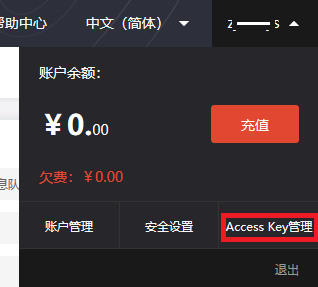 帮助中心 中文（简体） Z S
账户余额：
¥ 0.00
充值
欠费：¥ 0.00
息队
账户管理 安全设置 Access Key管理
退出